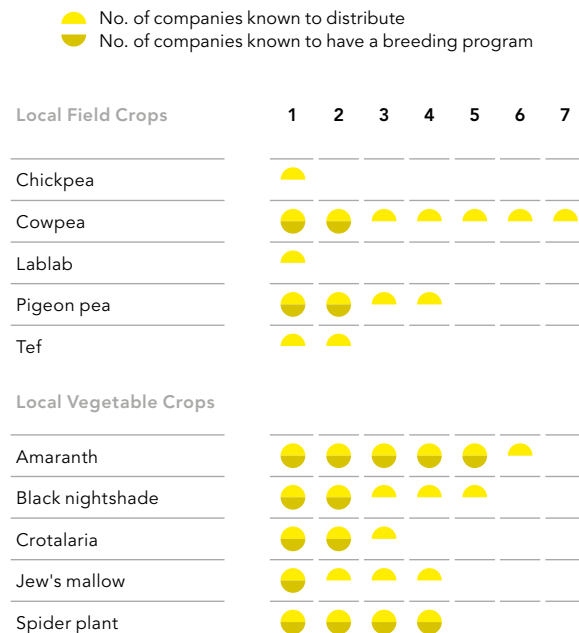 No. of companies known to distribute
No. of companies known to have a breeding program
Local Field Crops 1 2 3 4 5 6 7
Chickpea
Cowpea
Lablab
Pigeon pea
Tef
Local Vegetable Crops
Amaranth
Black nightshade
Crotalaria
Jew's mallow
Spider plant